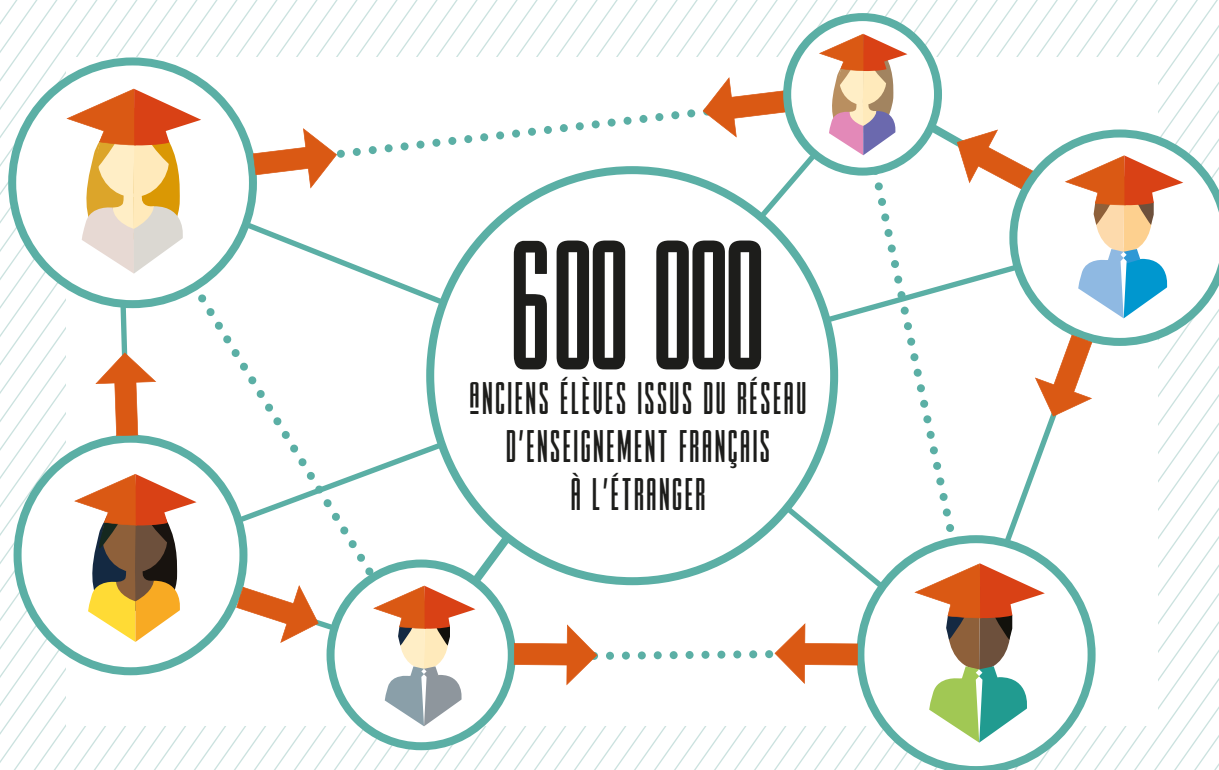 600 000
ANCIENS ÉLÈVES ISSUS DU RÉSEAU
D'ENSEIGNEMENT FRANÇAIS
À L'ÉTRANGER